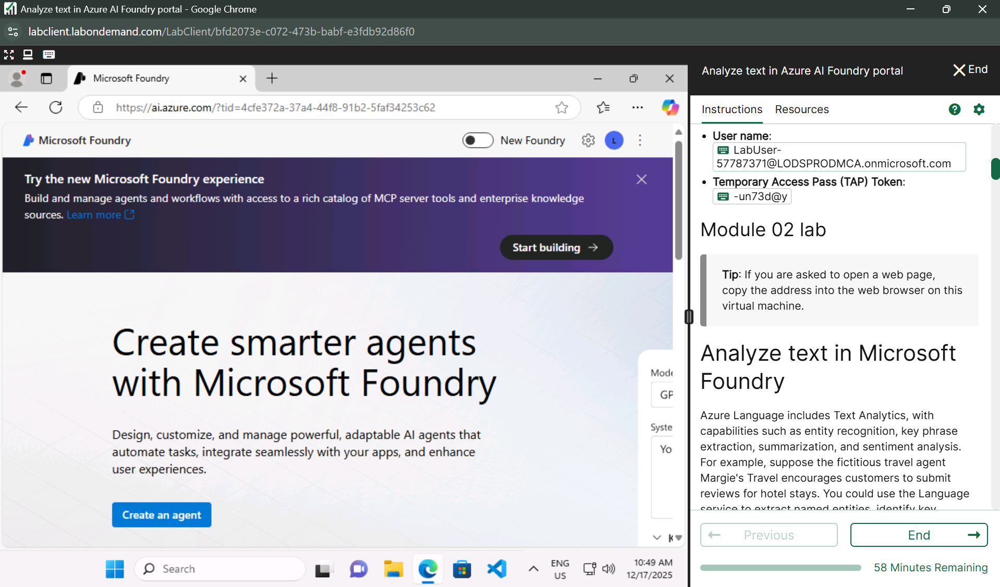 Analyze text in Azure AI Foundry portal - Google Chrome
labclient.labondemand.com/LabClient/bfd2073e-c072-473b-babf-e3fdb92d86f0
Microsoft Foundry
https://ai.azure.com/?tid=4cfe372a-37a4-44f8-91b2-5faf34253c62
Microsoft Foundry
New Foundry
L
Try the new Microsoft Foundry experience
Build and manage agents and workflows with access to a rich catalog of MCP server tools and enterprise knowledge
sources. Learn more
Start building
Create smarter agents
with Microsoft Foundry
Design, customize, and manage powerful, adaptable AI agents that
automate tasks, integrate seamlessly with your apps, and enhance
user experiences.
Create an agent
Mode
GP
Syste
Yo
Search
ENG
US
10:49 AM
12/17/2025
Analyze text in Azure AI Foundry portal
End
Instructions Resources
• User name:
LabUser-
57787371@LODSPRODMCA.onmicrosoft.com
• Temporary Access Pass (TAP) Token:
-un73d@y
Module 02 lab
Tip: If you are asked to open a web page,
copy the address into the web browser on this
virtual machine.
Analyze text in Microsoft
Foundry
Azure Language includes Text Analytics, with
capabilities such as entity recognition, key phrase
extraction, summarization, and sentiment analysis.
For example, suppose the fictitious travel agent
Margie's Travel encourages customers to submit
reviews for hotel stays. You could use the Language
service to extract named entities, identify key
Previous
End
58 Minutes Remaining